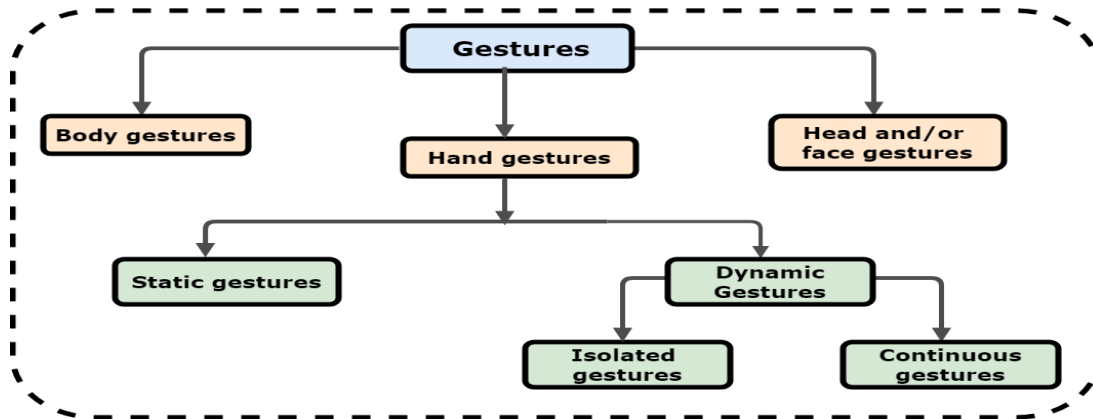 Gestures
Body gestures
Hand gestures
Head and/or
face gestures
Static gestures
Dynamic
Gestures
Isolated
gestures
Continuous
gestures